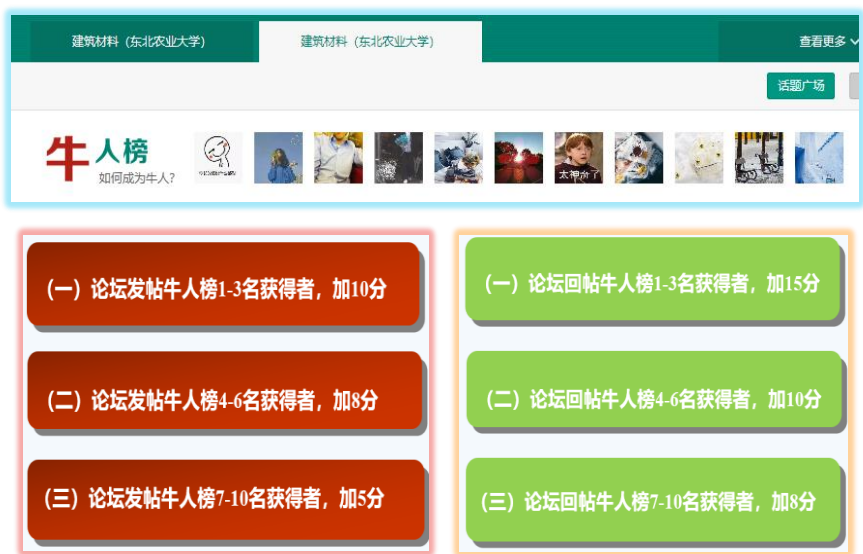 建筑材料（东北农业大学）
建筑材料（东北农业大学）
查看更多
话题广场
牛人榜
如何成为牛人?
太神奇了
（一）论坛发帖牛人榜1-3名获得者，加10分
（二）论坛发帖牛人榜4-6名获得者，加8分
（三）论坛发帖牛人榜7-10名获得者，加5分
（一）论坛回帖牛人榜1-3名获得者，加15分
（二）论坛回帖牛人榜4-6名获得者，加10分
（三）论坛回帖牛人榜7-10名获得者，加8分